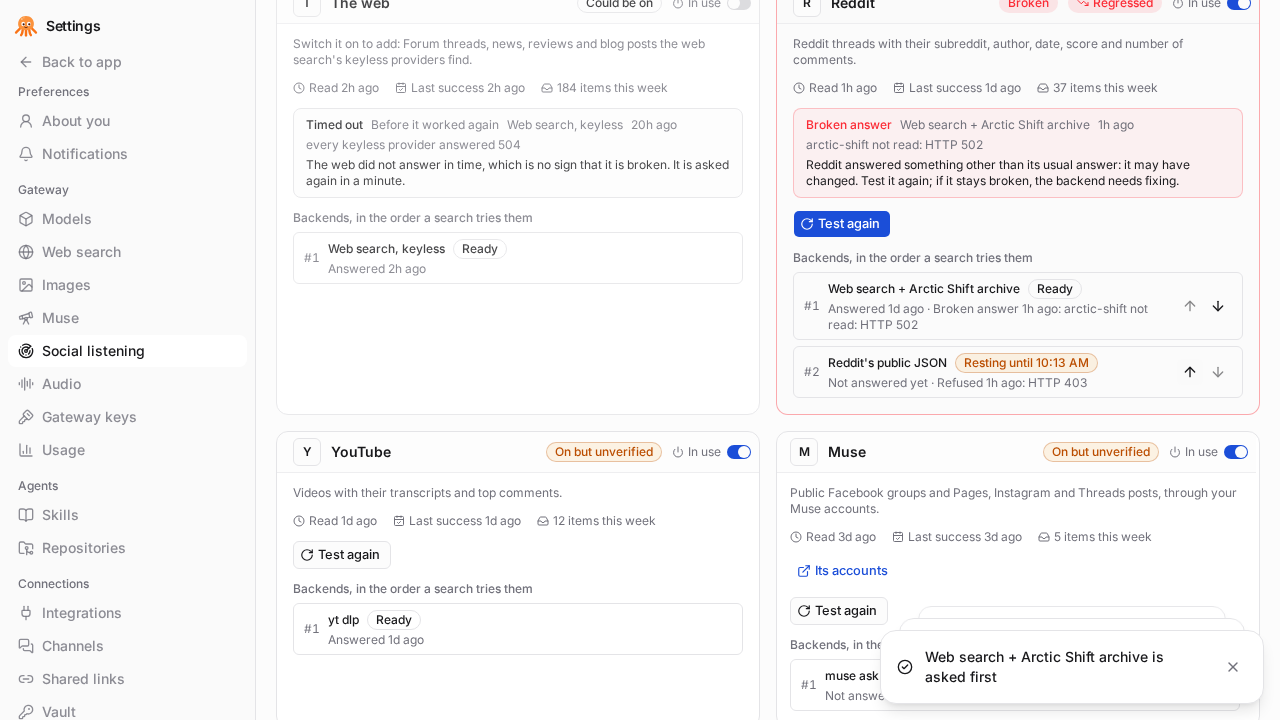 Settings
Back to app
Preferences
About you
Notifications
Gateway
Models
Web search
Images
Muse
Social listening
Audio
Gateway keys
Usage
Agents
Skills
Repositories
Connections
Integrations
Channels
Shared links
Vault
The web
Could be on
In use
Switch it on to add: Forum threads, news, reviews and blog posts the web
search's keyless providers find.
Read 2h ago Last success 2h ago 184 items this week
Timed out Before it worked again Web search, keyless 20h ago
every keyless provider answered 504
The web did not answer in time, which is no sign that it is broken. It is asked
again in a minute.
Backends, in the order a search tries them
#1 Web search, keyless Ready
Answered 2h ago
R Reddit Broken Regressed In use
Reddit threads with their subreddit, author, date, score and number of
comments.
Read 1h ago Last success 1d ago 37 items this week
Broken answer Web search + Arctic Shift archive 1h ago
arctic-shift not read: HTTP 502
Reddit answered something other than its usual answer: it may have
changed. Test it again; if it stays broken, the backend needs fixing.
Test again
Backends, in the order a search tries them
#1 Web search + Arctic Shift archive Ready
Answered 1d ago · Broken answer 1h ago: arctic-shift not
read: HTTP 502
#2 Reddit's public JSON Resting until 10:13 AM
Not answered yet · Refused 1h ago: HTTP 403
Y YouTube On but unverified In use
Videos with their transcripts and top comments.
Read 1d ago Last success 1d ago 12 items this week
Test again
Backends, in the order a search tries them
#1 yt dlp Ready
Answered 1d ago
M Muse On but unverified In use
Public Facebook groups and Pages, Instagram and Threads posts, through your
Muse accounts.
Read 3d ago Last success 3d ago 5 items this week
Its accounts
Test again
Backends, in the
#1 muse ask
Not answe
Web search + Arctic Shift archive is
asked first